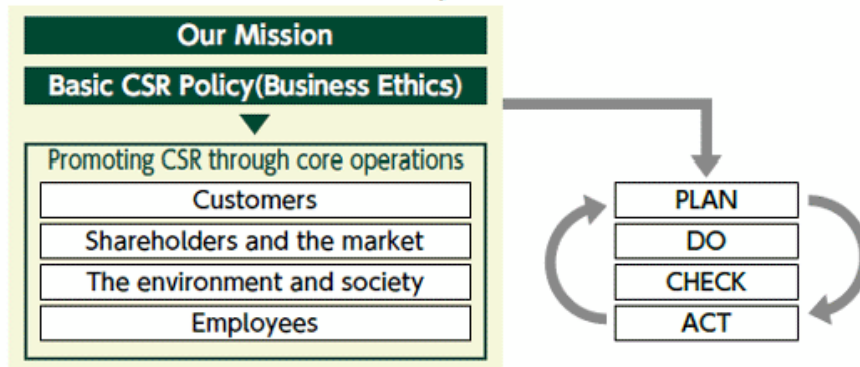 Our Mission
Basic CSR Policy(Business Ethics)
Promoting CSR through core operations
Customers
Shareholders and the market
The environment and society
Employees
PLAN
DO
CHECK
ACT